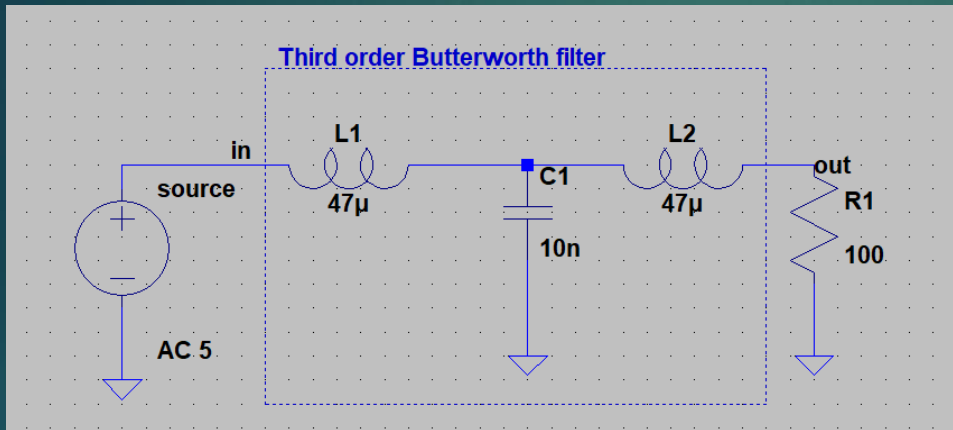 Third order Butterworth filter
L1
L2
in
out
source
C1
47µ
47µ
R1
10n
100
AC 5